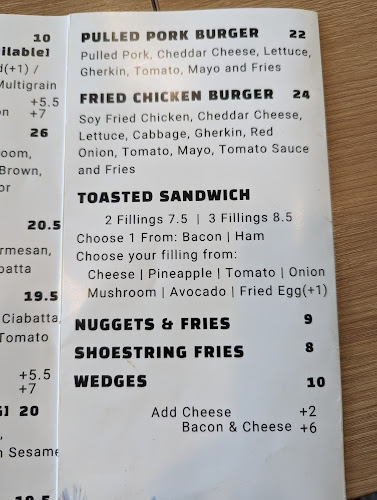 10
ilable]
d(+1) /
Multigrain
+5.5
on +7
26
room,
Brown,
or
20.5
rmesan,
batta
19.5
Ciabatta,
Tomato
+5.5
+7
G] 20
n Sesame
PULLED PORK BURGER 22
Pulled Pork, Cheddar Cheese, Lettuce,
Gherkin, Tomato, Mayo and Fries
FRIED CHICKEN BURGER 24
Soy Fried Chicken, Cheddar Cheese,
Lettuce, Cabbage, Gherkin, Red
Onion, Tomato, Mayo, Tomato Sauce
and Fries
TOASTED SANDWICH
2 Fillings 7.5 | 3 Fillings 8.5
Choose 1 From: Bacon | Ham
Choose your filling from:
Cheese | Pineapple | Tomato | Onion
Mushroom | Avocado | Fried Egg(+1)
NUGGETS & FRIES 9
SHOESTRING FRIES 8
WEDGES 10
Add Cheese +2
Bacon & Cheese +6